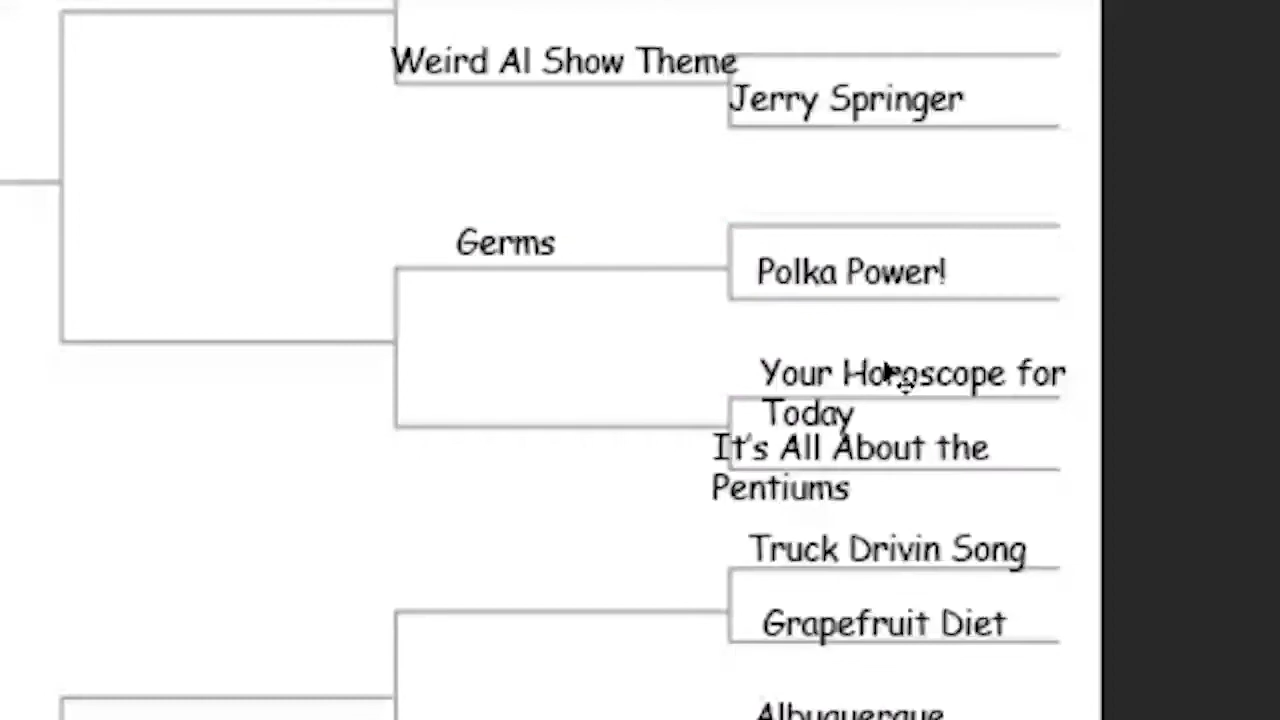 Weird Al Show Theme
Jerry Springer
Germs
Polka Power!
Your Horoscope for
Today
It's All About the
Pentiums
Truck Drivin Song
Grapefruit Diet
Albuquerque